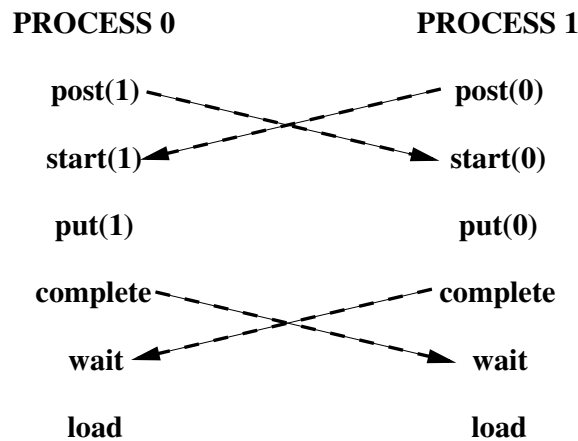 PROCESS 0 PROCESS 1
post(1) post(0)
start(1) start(0)
put(1) put(0)
complete complete
wait wait
load load